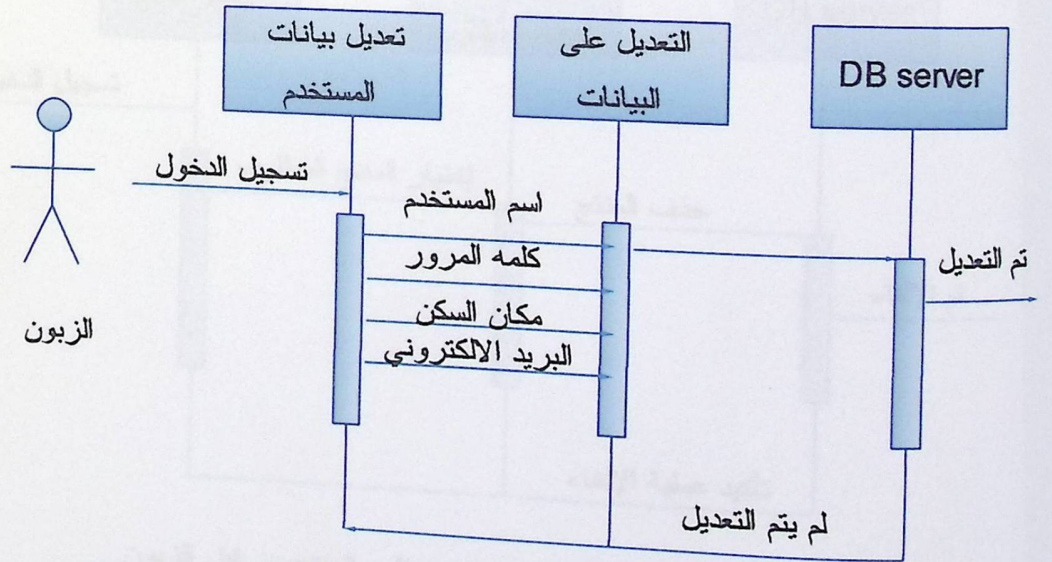 تعديل بيانات
المستخدم
التعديل على
البيانات
DB server
تسجيل الدخول
اسم المستخدم
كلمه المرور
مكان السكن
البريد الالكتروني
تم التعديل
الزبون
لم يتم التعديل